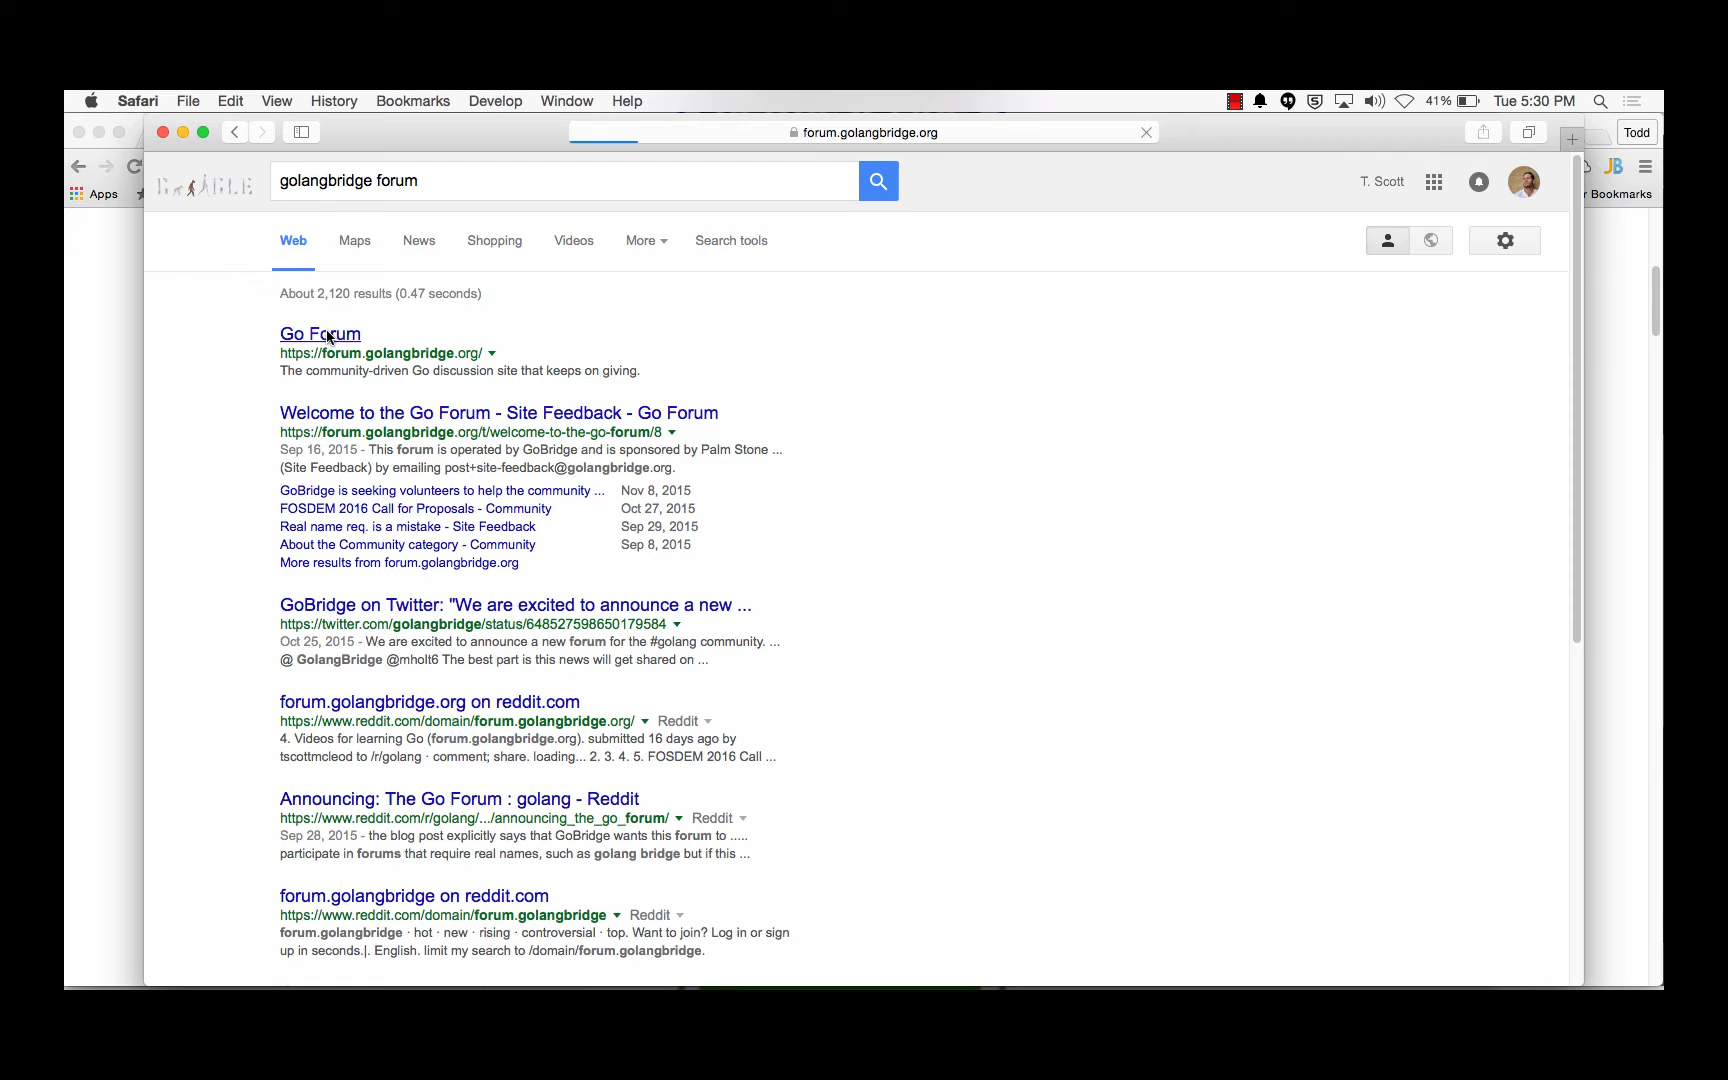 Safari File Edit View History Bookmarks Develop Window Help 41% Tue 5:30 PM
forum.golangbridge.org
Todd
Apps
golangbridge forum
T. Scott
JB
Bookmarks
Web Maps News Shopping Videos More Search tools
About 2,120 results (0.47 seconds)
Go Forum
https://forum.golangbridge.org/
The community-driven Go discussion site that keeps on giving.
Welcome to the Go Forum - Site Feedback - Go Forum
https://forum.golangbridge.org/t/welcome-to-the-go-forum/8
Sep 16, 2015 - This forum is operated by GoBridge and is sponsored by Palm Stone ...
(Site Feedback) by emailing post+site-feedback@golangbridge.org.
GoBridge is seeking volunteers to help the community ... Nov 8, 2015
FOSDEM 2016 Call for Proposals - Community Oct 27, 2015
Real name req. is a mistake - Site Feedback Sep 29, 2015
About the Community category - Community Sep 8, 2015
More results from forum.golangbridge.org
GoBridge on Twitter: "We are excited to announce a new ...
https://twitter.com/golangbridge/status/648527598650179584
Oct 25, 2015 - We are excited to announce a new forum for the #golang community. ...
@ GolangBridge @mholt6 The best part is this news will get shared on ...
forum.golangbridge.org on reddit.com
https://www.reddit.com/domain/forum.golangbridge.org/ Reddit
4. Videos for learning Go (forum.golangbridge.org). submitted 16 days ago by
tscottmcleod to /r/golang · comment; share. loading... 2. 3. 4. 5. FOSDEM 2016 Call ...
Announcing: The Go Forum : golang - Reddit
https://www.reddit.com/r/golang/.../announcing_the_go_forum/ Reddit
Sep 28, 2015 - the blog post explicitly says that GoBridge wants this forum to .....
participate in forums that require real names, such as golang bridge but if this ...
forum.golangbridge on reddit.com
https://www.reddit.com/domain/forum.golangbridge Reddit
forum.golangbridge · hot · new · rising · controversial · top. Want to join? Log in or sign
up in seconds.|. English. limit my search to /domain/forum.golangbridge.